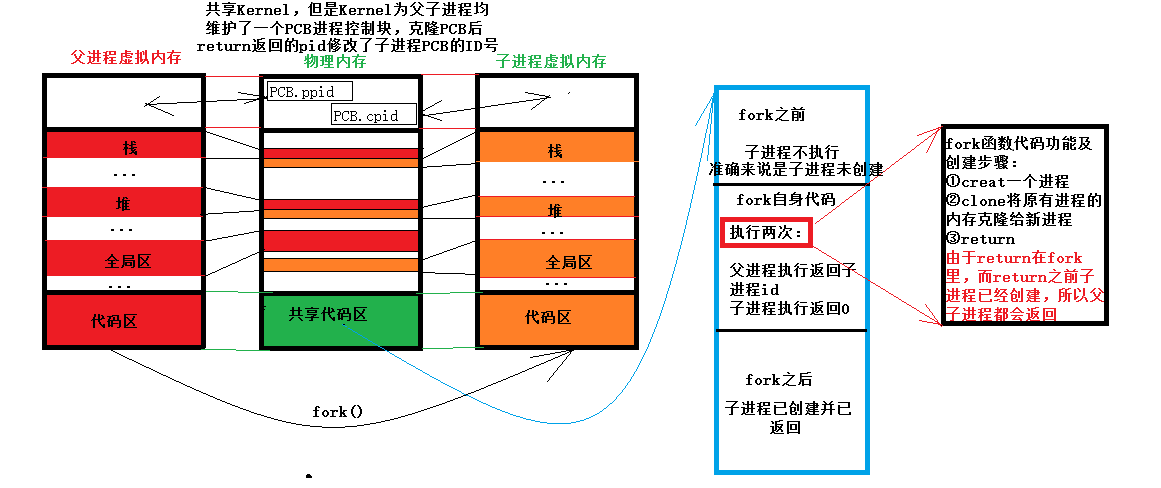 共享Kernel，但是Kernel为父子进程均
维护了一个PCB进程控制块，克隆PCB后
return返回的pid修改了子进程PCB的ID号
父进程虚拟内存
物理内存
子进程虚拟内存
PCB.ppid
PCB.cpid
栈
...
堆
...
全局区
...
代码区
共享代码区
栈
...
堆
...
全局区
...
代码区
fork()
fork之前
子进程不执行
准确来说是子进程未创建
fork自身代码
执行两次：
父进程执行返回子
进程id
子进程执行返回0
fork之后
子进程已创建并已
返回
fork函数代码功能及
创建步骤：
①creat一个进程
②clone将原有进程的
内存克隆给新进程
③return
由于return在fork
里，而return之前子
进程已经创建，所以父
子进程都会返回